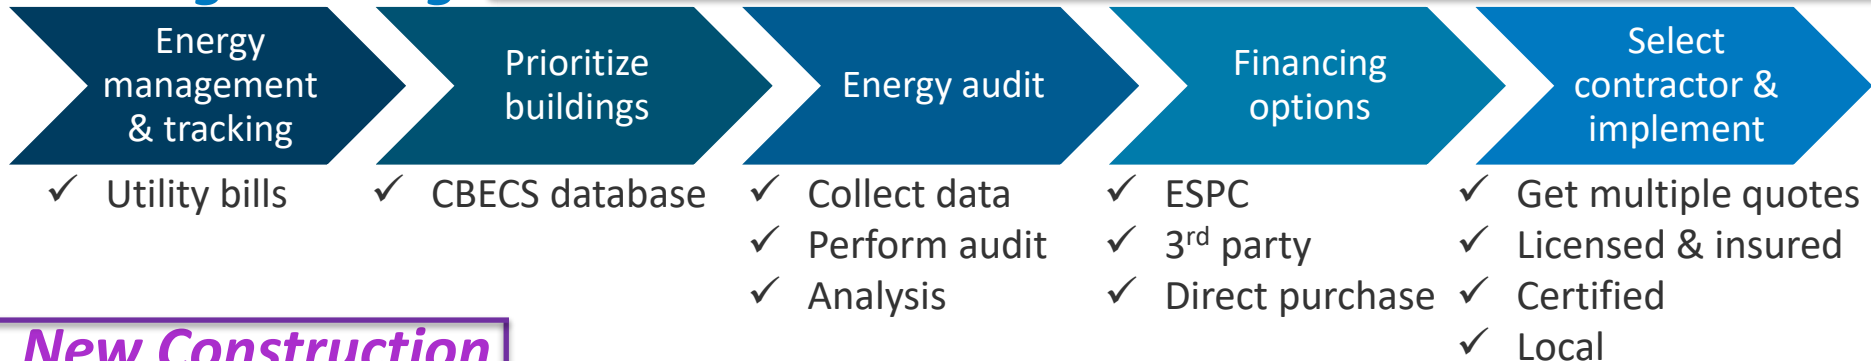 Energy
management
& tracking
Prioritize
buildings
Energy audit
Financing
options
Select
contractor &
implement
✓ Utility bills
✓ CBECS database
✓ Collect data
✓ Perform audit
✓ Analysis
✓ ESPC
✓ 3rd party
✓ Direct purchase
✓ Get multiple quotes
✓ Licensed & insured
✓ Certified
✓ Local
New Construction